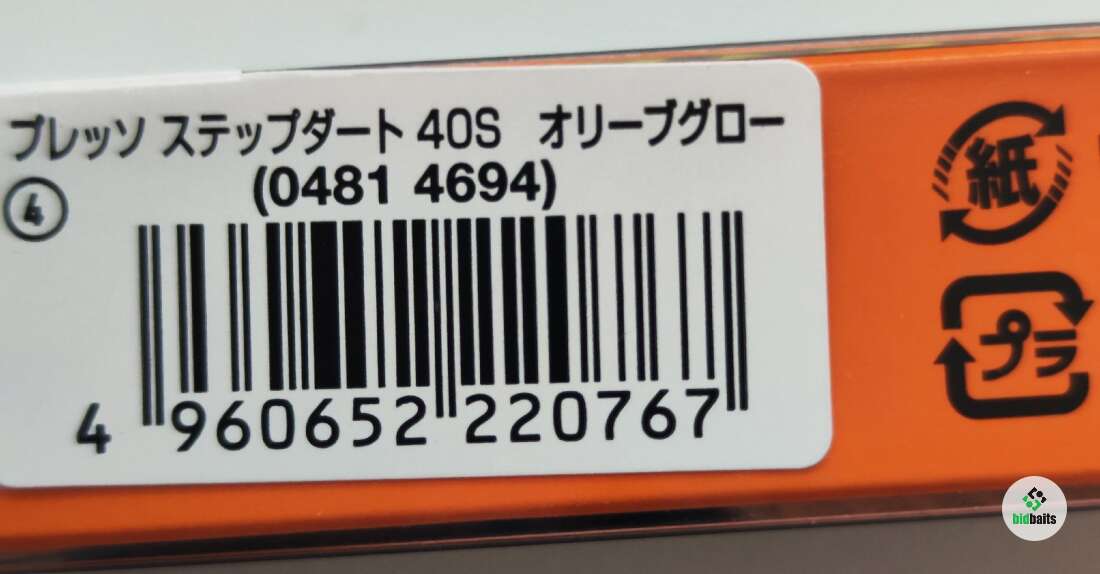 プレッソ ステップダート 40S オリーブグロー
(0481 4694)
④
4 960652 220767
紙
プラ
bidbaits